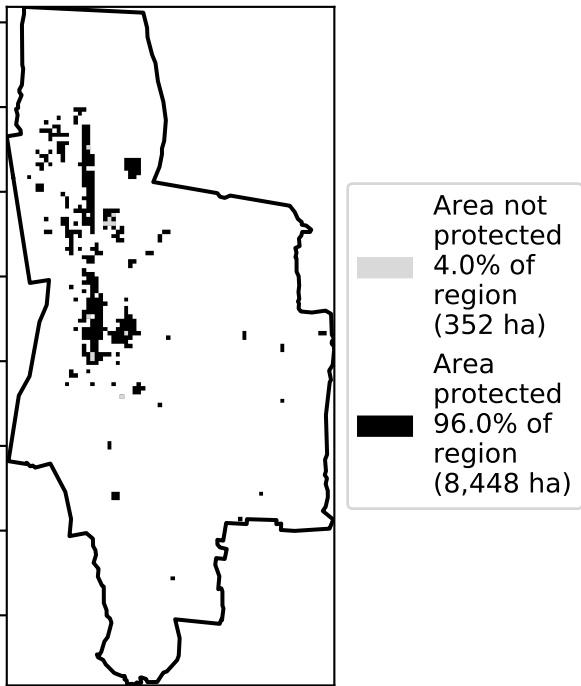 Area not
protected
4.0% of
region
(352 ha)
Area
protected
96.0% of
region
(8,448 ha)